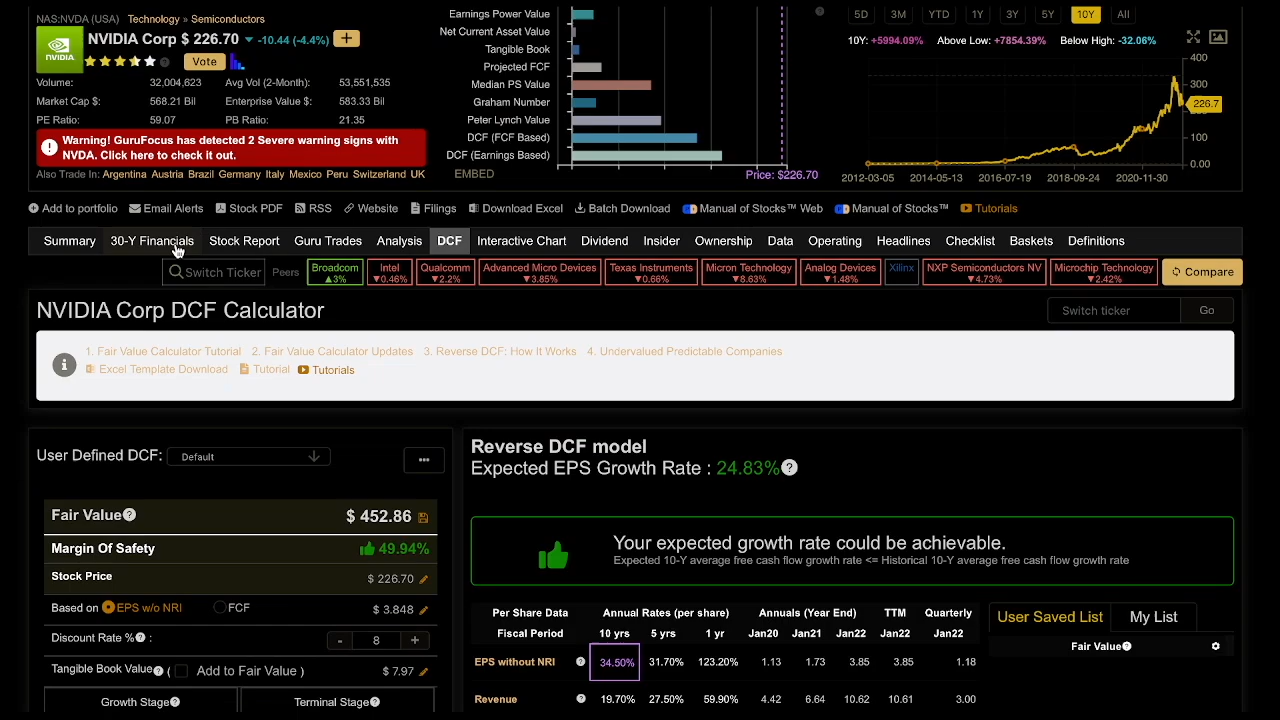 NAS:NVDA (USA) Technology » Semiconductors
NVIDIA Corp $ 226.70 -10.44 (-4.4%) +
NVIDIA
Vote
Volume: 32,004,623 Avg Vol (2-Month): 53,551,535
Market Cap $: 568.21 Bil Enterprise Value $: 583.33 Bil
PE Ratio: 59.07 PB Ratio: 21.35
Warning! GuruFocus has detected 2 Severe warning signs with
NVDA. Click here to check it out.
Also Trade In: Argentina Austria Brazil Germany Italy Mexico Peru Switzerland UK
Earnings Power Value
Net Current Asset Value
Tangible Book
Projected FCF
Median PS Value
Graham Number
Peter Lynch Value
DCF (FCF Based)
DCF (Earnings Based)
EMBED
Price: $226.70
5D 3M YTD 1Y 3Y 5Y 10Y All
10Y: +5994.09% Above Low: +7854.39% Below High: -32.06%
400
300
226.7
100
0.00
2012-03-05 2014-05-13 2016-07-19 2018-09-24 2020-11-30
Add to portfolio Email Alerts Stock PDF RSS Website Filings Download Excel Batch Download Manual of Stocks™ Web Manual of Stocks™ Tutorials
Summary 30-Y Financials Stock Report Guru Trades Analysis DCF Interactive Chart Dividend Insider Ownership Data Operating Headlines Checklist Baskets Definitions
Switch Ticker Peers Broadcom Intel Qualcomm Advanced Micro Devices Texas Instruments Micron Technology Analog Devices Xilinx NXP Semiconductors NV Microchip Technology Compare
▲3% ▼0.46% ▼2.2% ▼3.85% ▼0.66% ▼8.63% ▼1.48% ▼4.73% ▼2.42%
NVIDIA Corp DCF Calculator
Switch ticker Go
1. Fair Value Calculator Tutorial 2. Fair Value Calculator Updates 3. Reverse DCF: How It Works 4. Undervalued Predictable Companies
Excel Template Download Tutorial Tutorials
User Defined DCF: Default ...
Fair Value $ 452.86
Margin Of Safety 49.94%
Stock Price $ 226.70
Based on EPS w/o NRI FCF $ 3.848
Discount Rate % : - 8 +
Tangible Book Value ( Add to Fair Value ) $ 7.97
Growth Stage Terminal Stage
Reverse DCF model
Expected EPS Growth Rate : 24.83%
Your expected growth rate could be achievable.
Expected 10-Y average free cash flow growth rate <= Historical 10-Y average free cash flow growth rate
Per Share Data Annual Rates (per share) Annuals (Year End) TTM Quarterly
Fiscal Period 10 yrs 5 yrs 1 yr Jan20 Jan21 Jan22 Jan22 Jan22
EPS without NRI 34.50% 31.70% 123.20% 1.13 1.73 3.85 3.85 1.18
Revenue 19.70% 27.50% 59.90% 4.42 6.64 10.62 10.61 3.00
User Saved List My List
Fair Value